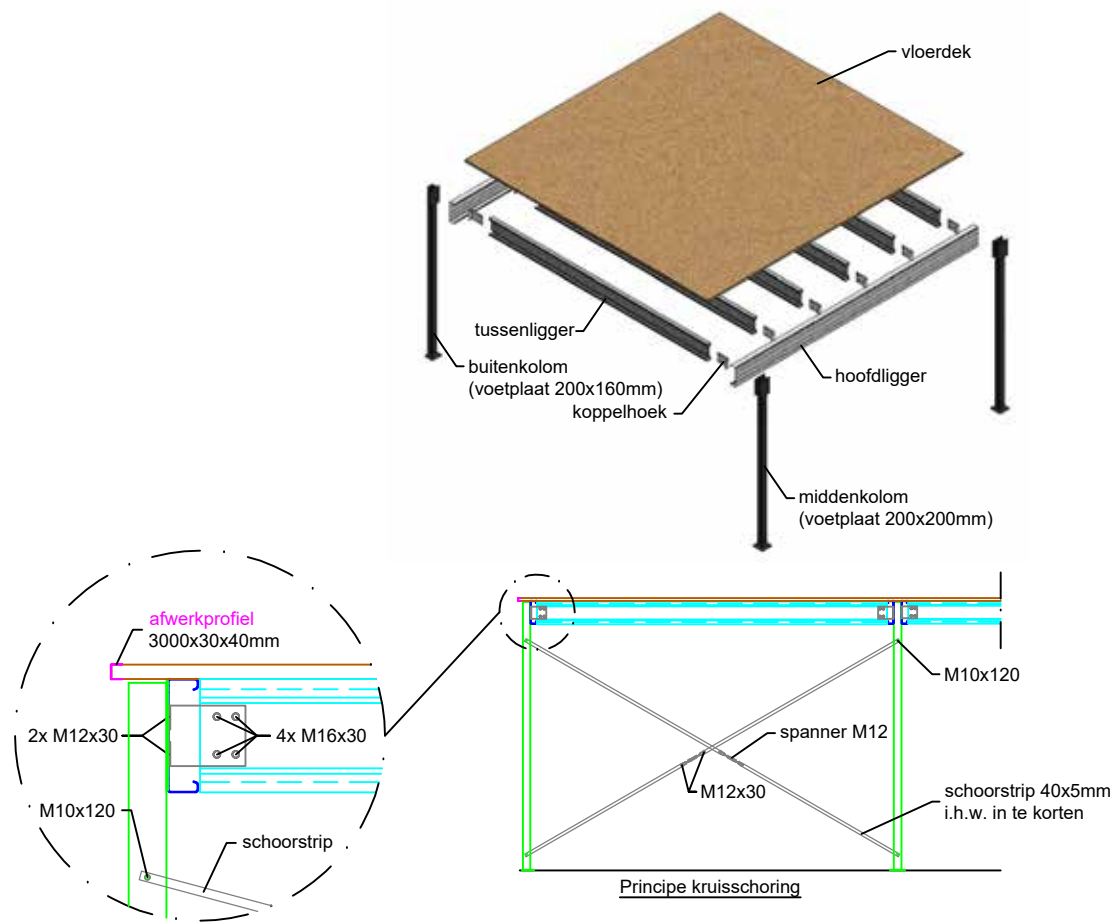 vloerdek
tussenligger
buitenkolom
(voetplaat 200x160mm)
koppelhoek
hoofdligger
middenkolom
(voetplaat 200x200mm)
afwerkprofiel
3000x30x40mm
2x M12x30
4x M16x30
M10x120
schoorstrip
M10x120
spanner M12
M12x30
schoorstrip 40x5mm
i.h.w. in te korten
Principe kruisschoring